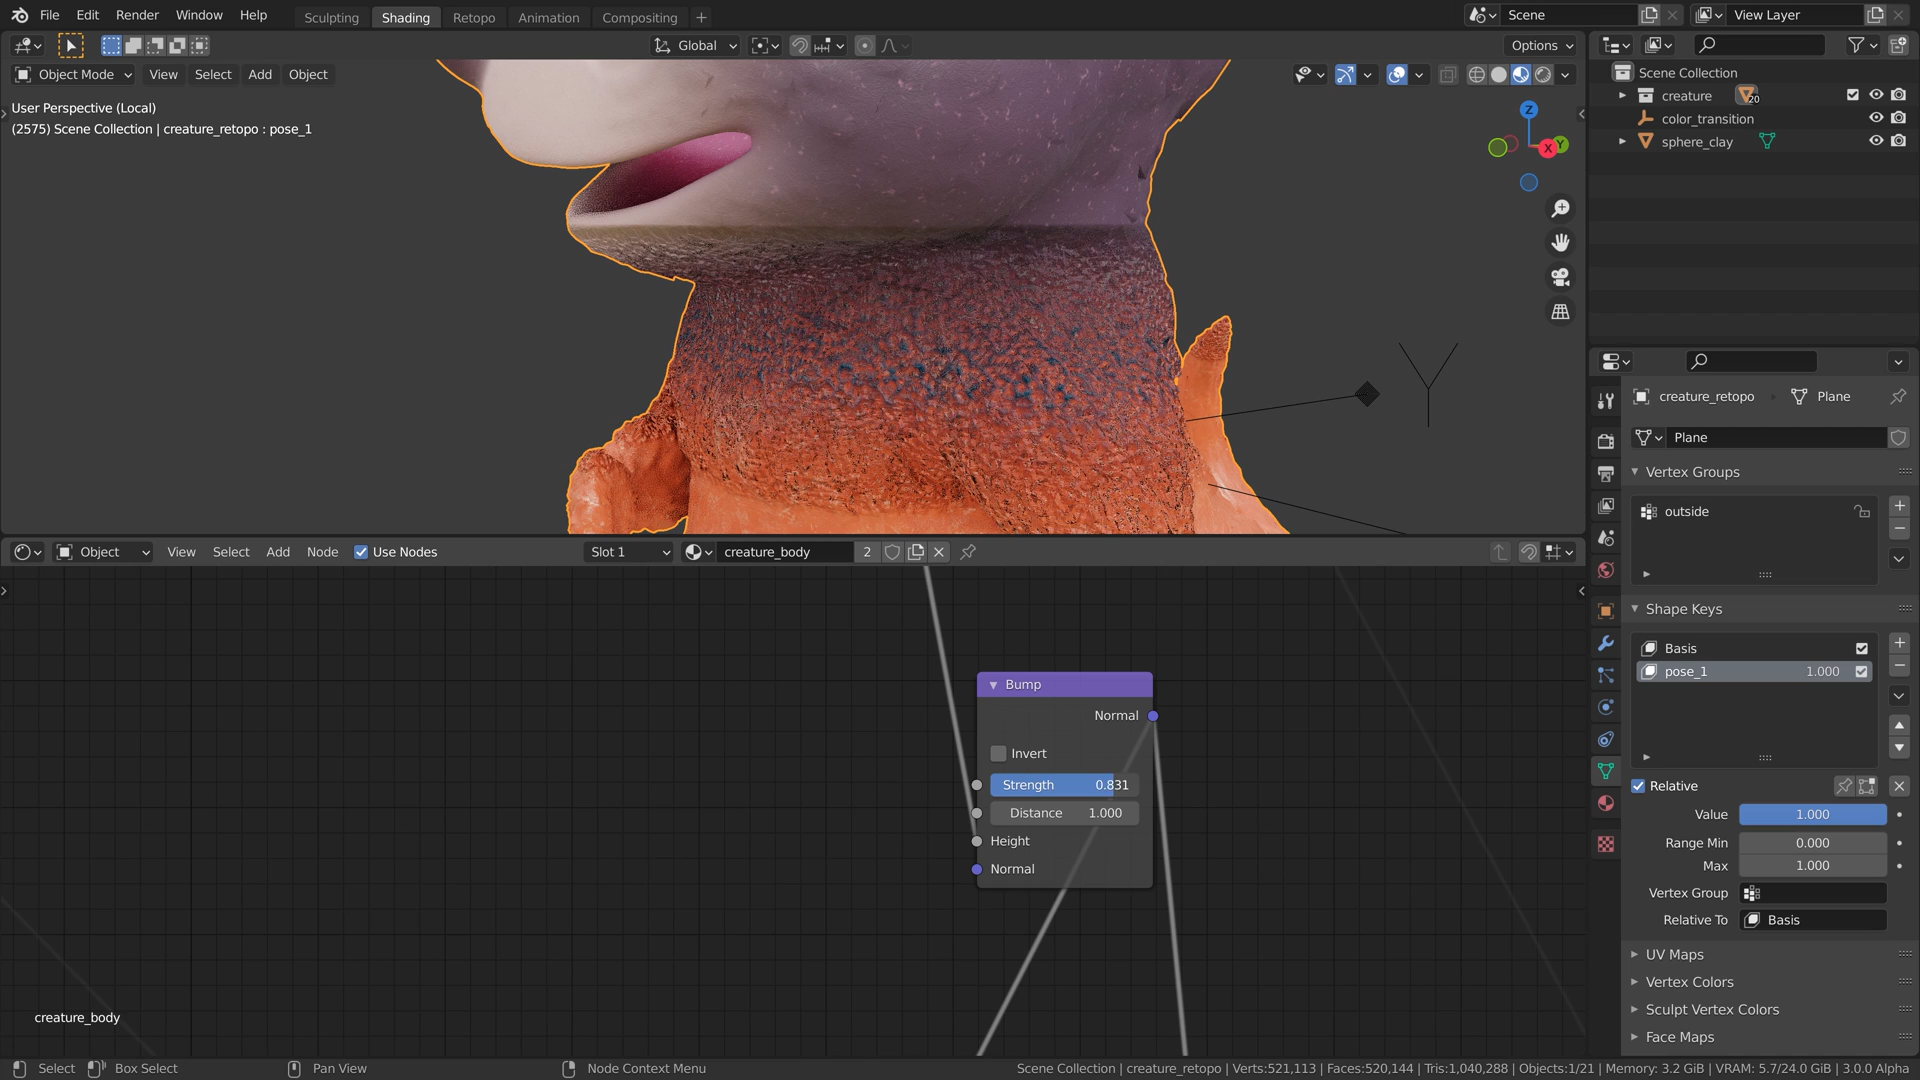 File Edit Render Window Help Sculpting Shading Retopo Animation Compositing + Scene View Layer
Global Options
Object Mode View Select Add Object
User Perspective (Local)
(2575) Scene Collection | creature_retopo : pose_1
Z
X Y
Scene Collection
creature 20
color_transition
sphere_clay
creature_retopo Plane
Plane
Vertex Groups
outside
Shape Keys
Basis
pose_1 1.000
Relative
Value 1.000
Range Min 0.000
Max 1.000
Vertex Group
Relative To Basis
UV Maps
Vertex Colors
Sculpt Vertex Colors
Face Maps
Object View Select Add Node Use Nodes Slot 1 creature_body 2
Bump
Normal
Invert
Strength 0.831
Distance 1.000
Height
Normal
creature_body
Select Box Select Pan View Node Context Menu Scene Collection | creature_retopo | Verts:521,113 | Faces:520,144 | Tris:1,040,288 | Objects:1/21 | Memory: 3.2 GiB | VRAM: 5.7/24.0 GiB | 3.0.0 Alpha